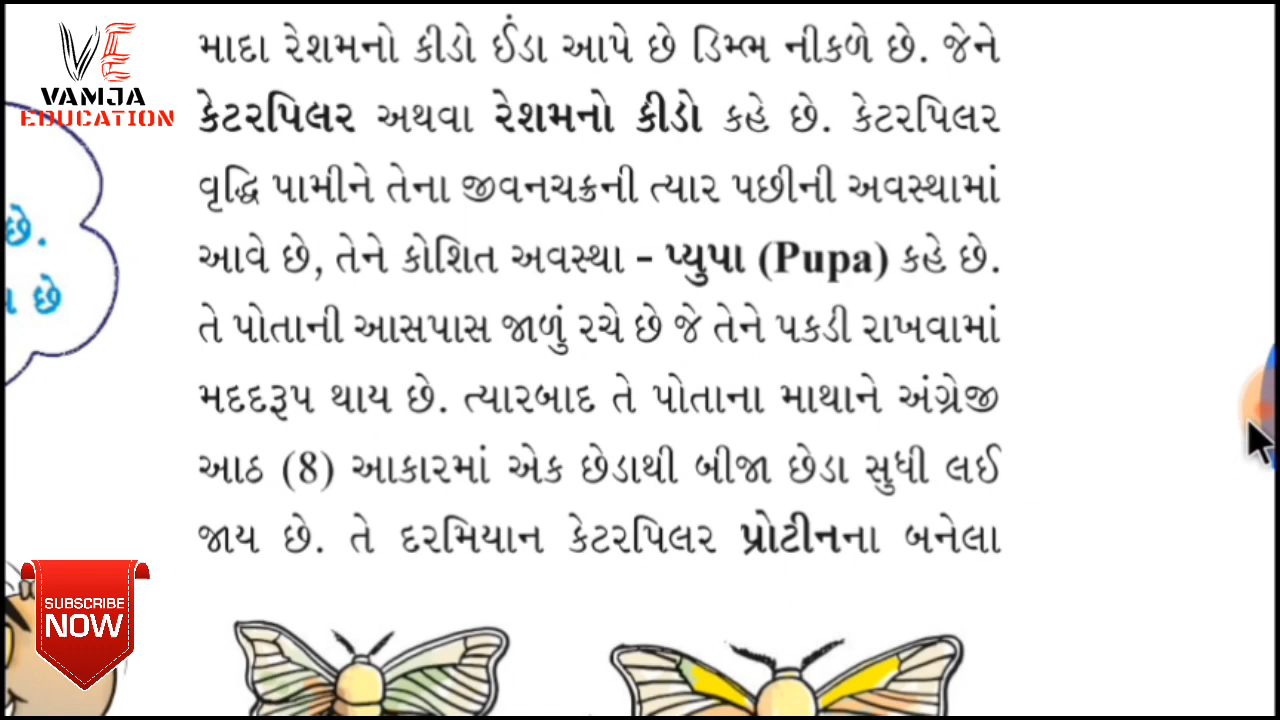 VE
VAMJA
EDUCATION
માદા રેશમનો કીડો ઈંડા આપે છે ડિમ્ભ નીકળે છે. જેને
કેટરપિલર અથવા રેશમનો કીડો કહે છે. કેટરપિલર
વૃદ્ધિ પામીને તેના જીવનચક્રની ત્યાર પછીની અવસ્થામાં
આવે છે, તેને કોશિત અવસ્થા – પ્યુપા (Pupa) કહે છે.
તે પોતાની આસપાસ જાળું રચે છે જે તેને પકડી રાખવામાં
મદદરૂપ થાય છે. ત્યારબાદ તે પોતાના માથાને અંગ્રેજી
આઠ (8) આકારમાં એક છેડાથી બીજા છેડા સુધી લઈ
જાય છે. તે દરમિયાન કેટરપિલર પ્રોટીનના બનેલા
છે.
છે
SUBSCRIBE
NOW